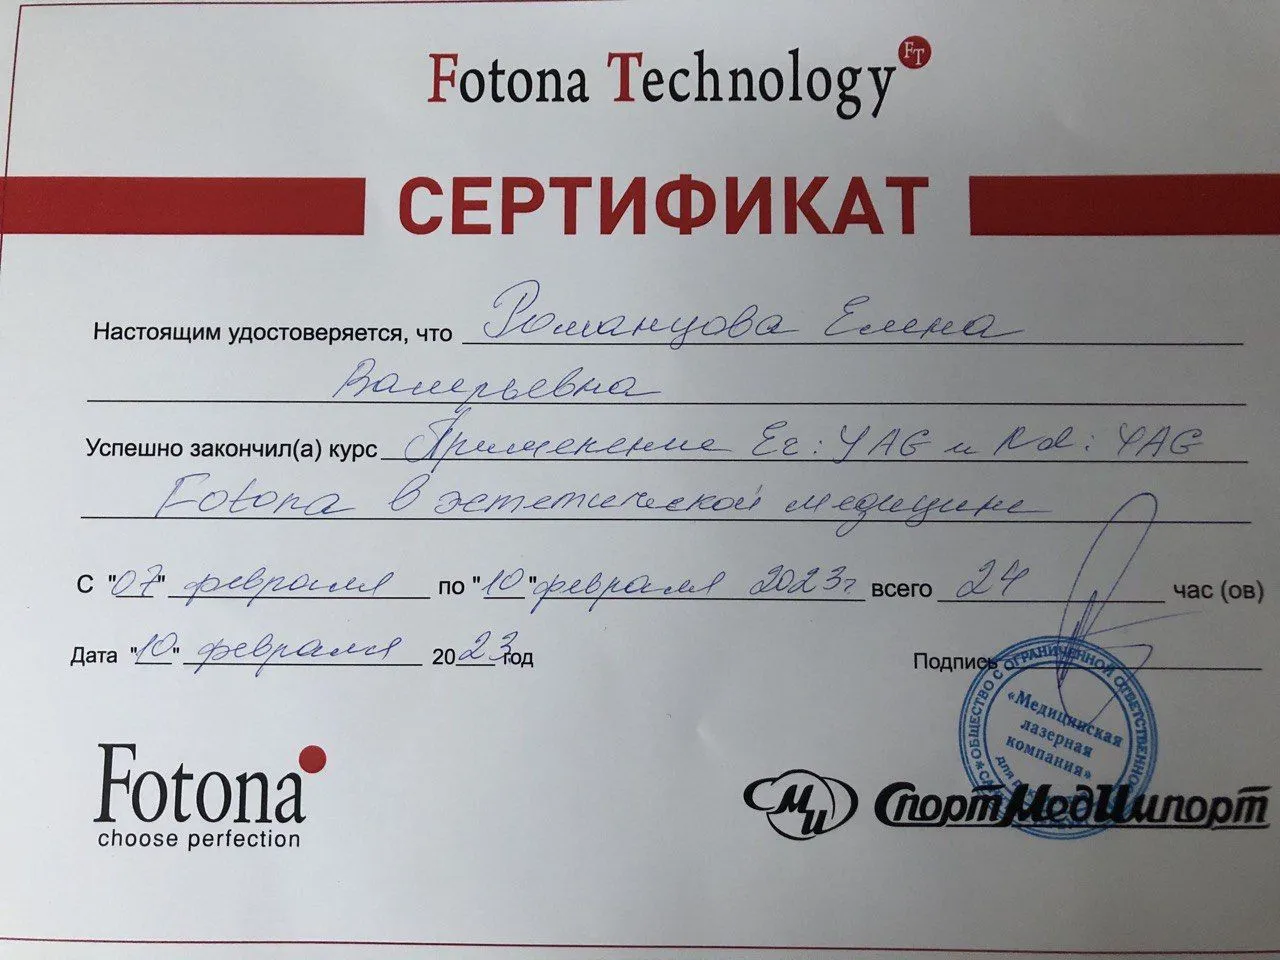 Fotona Technology FT
СЕРТИФИКАТ
Настоящим удостоверяется, что Романцова Елена
Валерьевна
Успешно закончил(а) курс Применение Er: YAG и Nd: YAG
Fotona в эстетической медицине
С "07" февраля по "10" февраля 2023г. всего 24 час (ов)
Дата "10" февраля 2023 год
Подпись
ОБЩЕСТВО С ОГРАНИЧЕННОЙ ОТВЕТСТВЕННО
«Медицинская
лазерная
компания»
Fotona
choose perfection
МИ СпортМедИмпорт